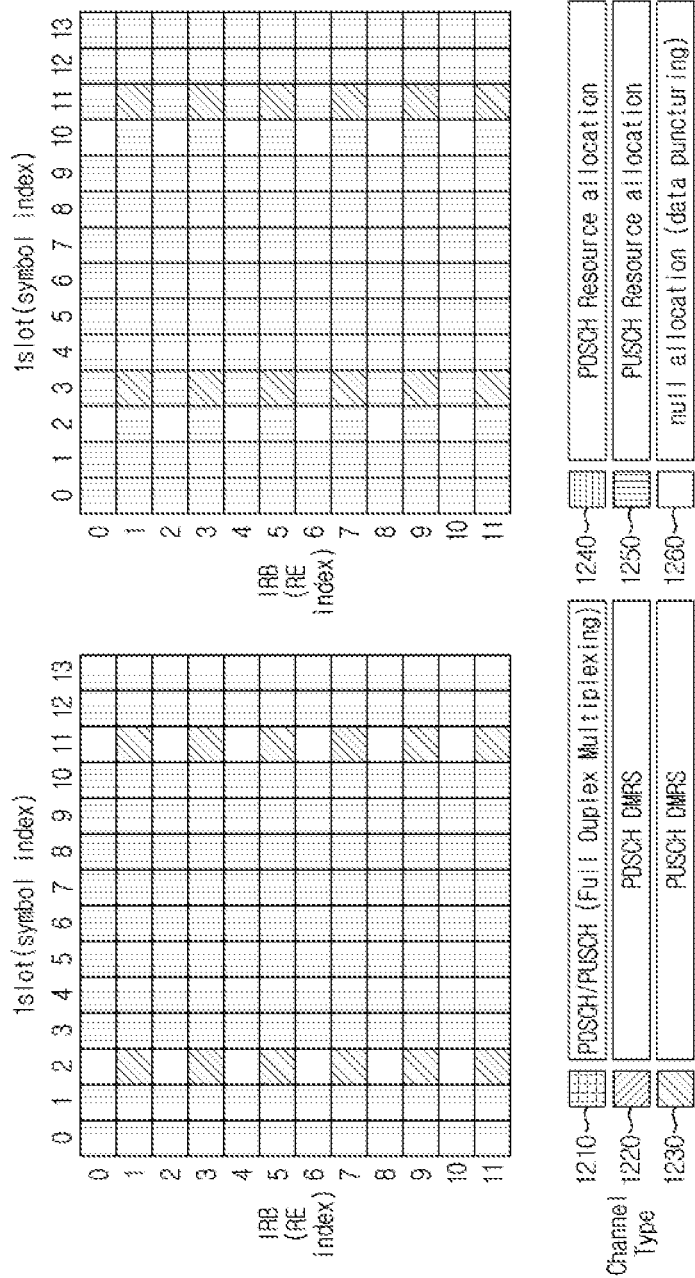 1slot(symbol index)
0 1 2 3 4 5 6 7 8 9 10 11 12 13
1RB
(RE
index)
0
1
2
3
4
5
6
7
8
9
10
11
1slot(symbol index)
0 1 2 3 4 5 6 7 8 9 10 11 12 13
1RB
(RE
index)
0
1
2
3
4
5
6
7
8
9
10
11
Channel
Type
1210~ PDSCH/PUSCH (Full Duplex Multiplexing)
1220~ PDSCH DMRS
1230~ PUSCH DMRS
1240~ PDSCH Resource allocation
1250~ PUSCH Resource allocation
1260~ null allocation (data puncturing)